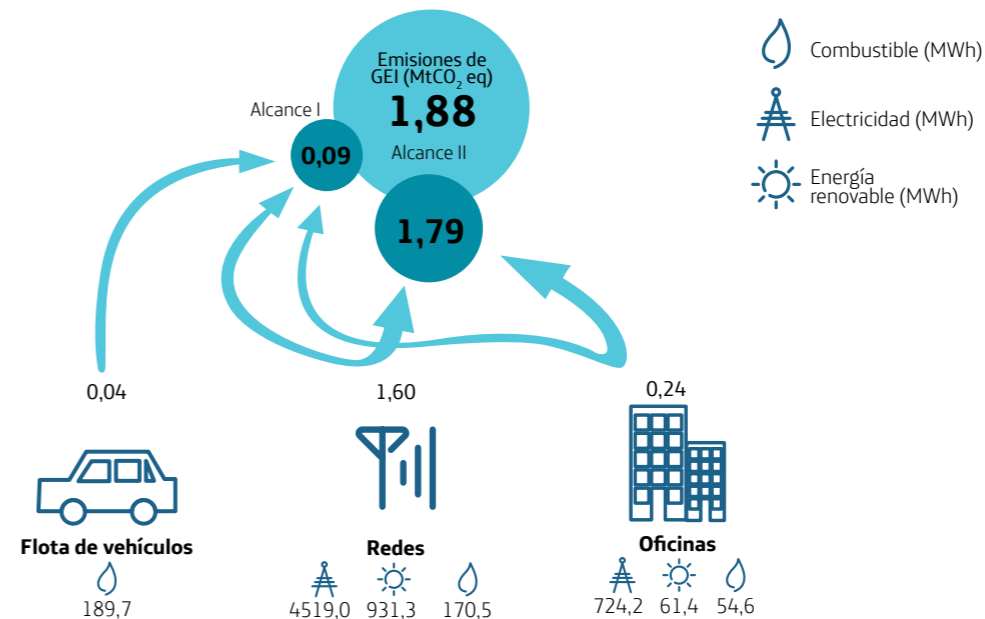 Emisiones de
GEI (MtCO₂ eq)
1,88
Alcance I
0,09
Alcance II
1,79
Combustible (MWh)
Electricidad (MWh)
Energía
renovable (MWh)
0,04
1,60
0,24
Flota de vehículos
189,7
Redes
4519,0 931,3 170,5
Oficinas
724,2 61,4 54,6